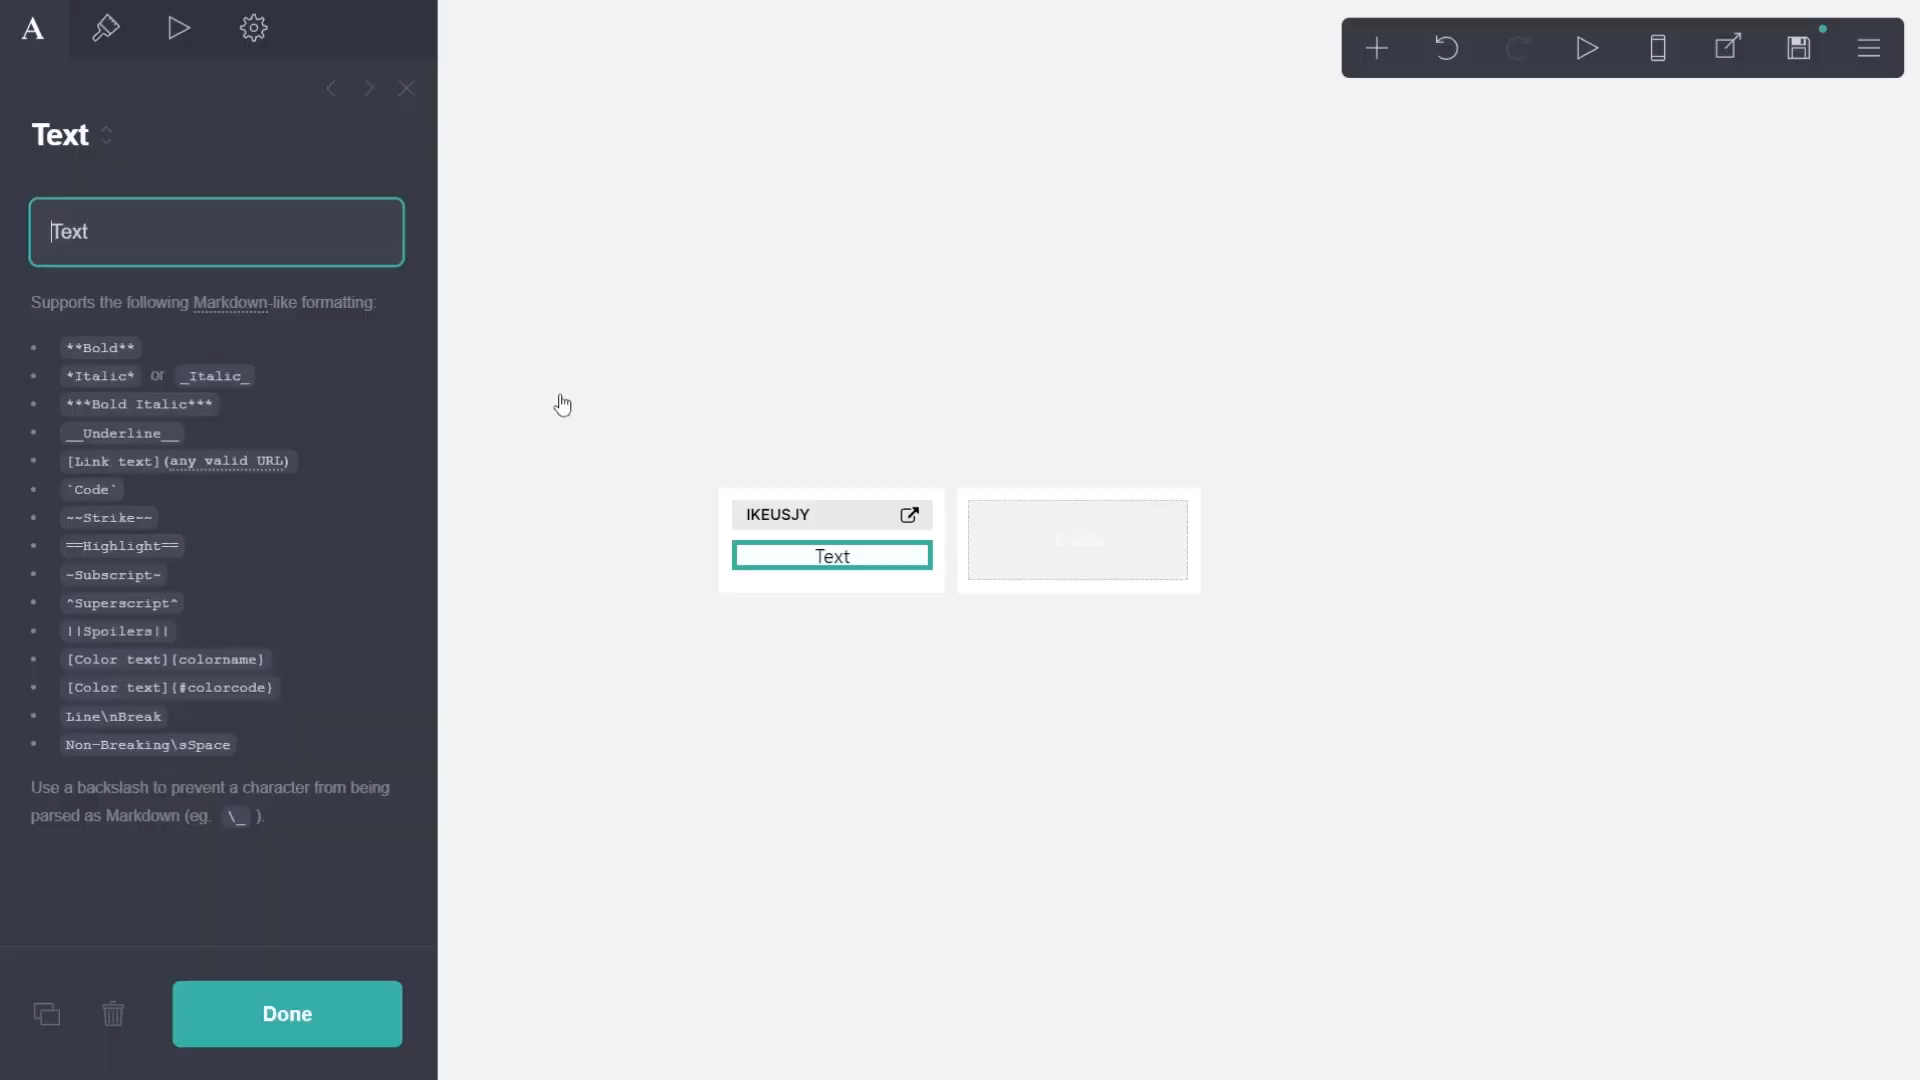 A
Text
Text
Supports the following Markdown-like formatting:
**Bold**
*Italic* or _Italic_
***Bold Italic***
__Underline__
[Link text](any valid URL)
`Code`
~~Strike~~
==Highlight==
~Subscript~
^Superscript^
||Spoilers||
[Color text]{colorname}
[Color text]{#colorcode}
Line\nBreak
Non-Breaking\sSpace
Use a backslash to prevent a character from being
parsed as Markdown (eg. \_ ).
Done
IKEUSJY
Text